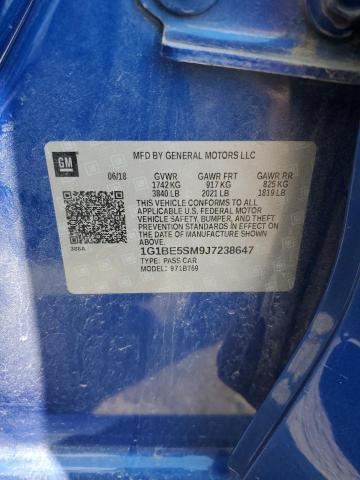 GM
MFD BY GENERAL MOTORS LLC
06/18 GVWR GAWR FRT GAWR RR
1742 KG 917 KG 825 KG
3840 LB 2021 LB 1819 LB
THIS VEHICLE CONFORMS TO ALL
APPLICABLE U.S. FEDERAL MOTOR
VEHICLE SAFETY, BUMPER, AND THEFT
PREVENTION STANDARDS IN EFFECT ON THE
DATE OF MANUFACTURE SHOWN ABOVE.
388A 1G1BE5SM9J7238647
TYPE: PASS CAR
MODEL: 971B769